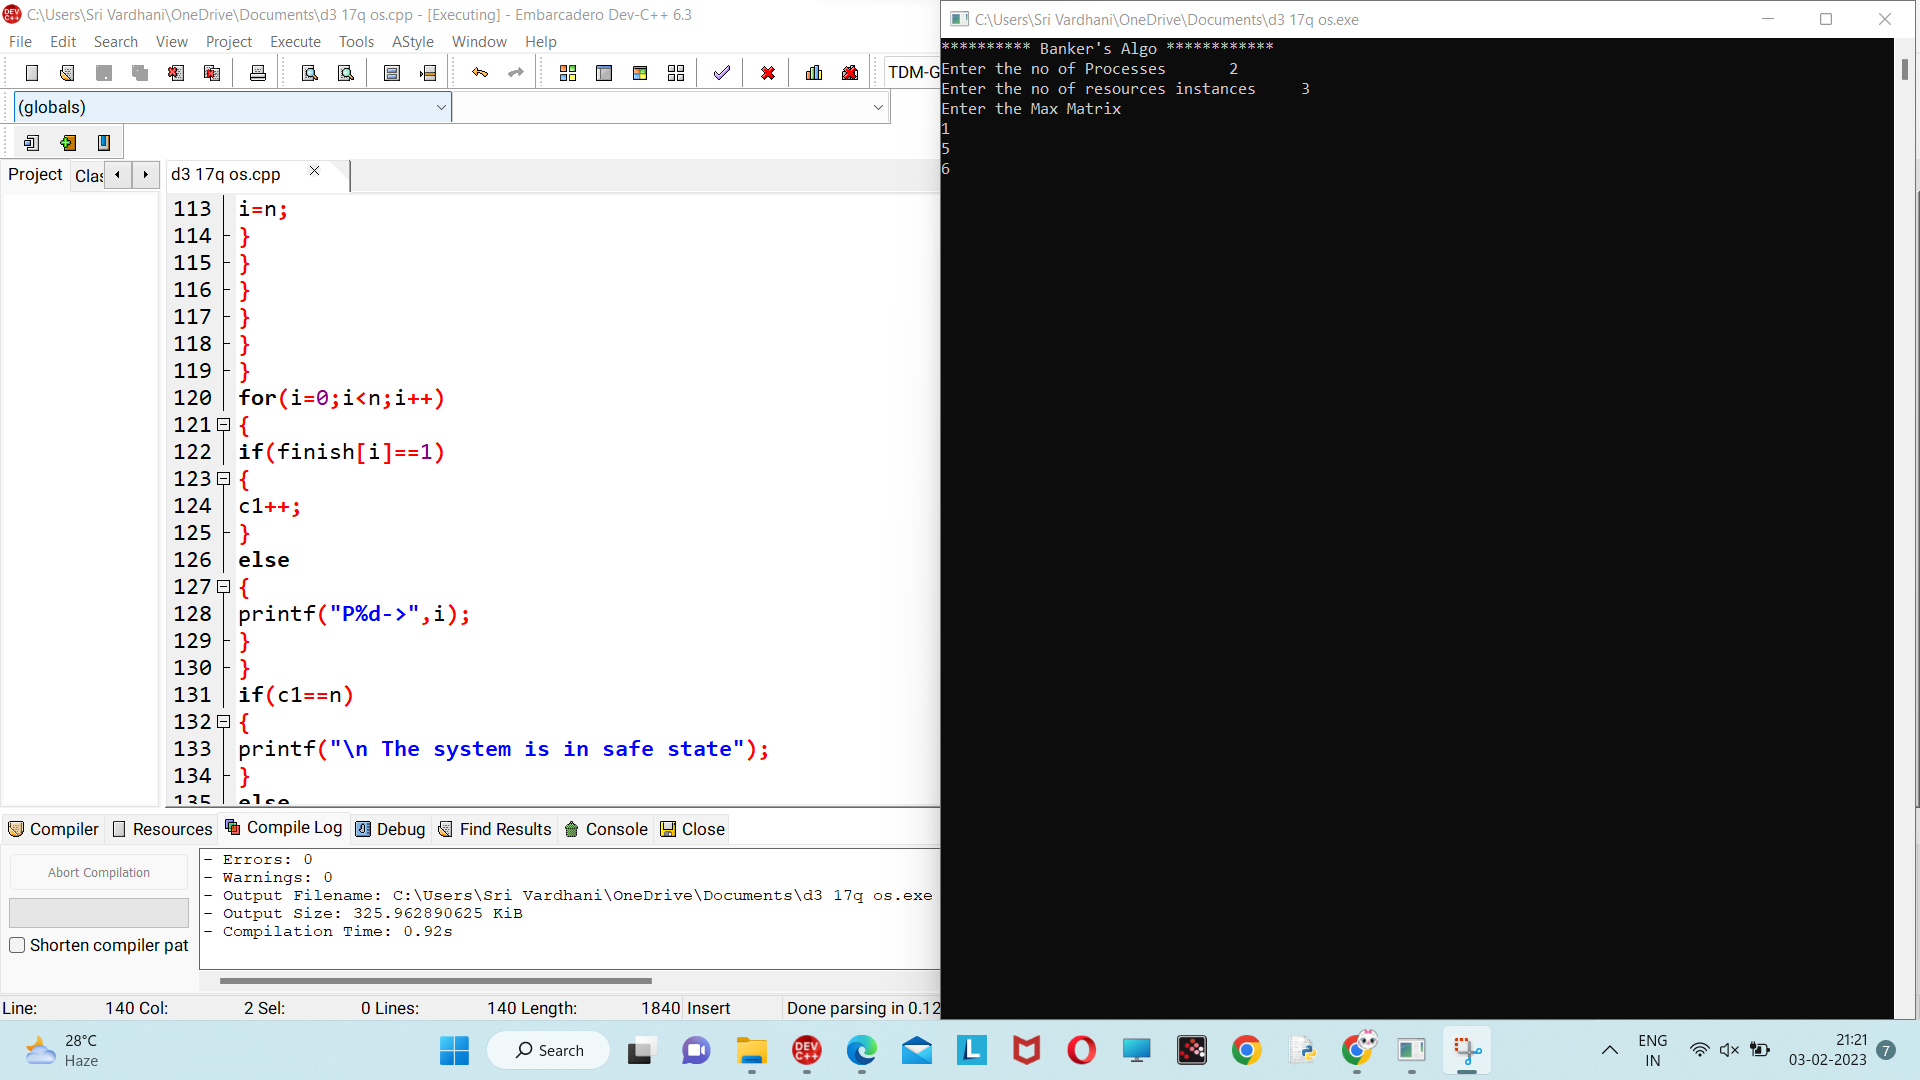 C:\Users\Sri Vardhani\OneDrive\Documents\d3 17q os.cpp - [Executing] - Embarcadero Dev-C++ 6.3
File Edit Search View Project Execute Tools AStyle Window Help
TDM-G
(globals)
Project Clas
d3 17q os.cpp
113 i=n;
114 }
115 }
116 }
117 }
118 }
119 }
120 for(i=0;i<n;i++)
121 {
122 if(finish[i]==1)
123 {
124 c1++;
125 }
126 else
127 {
128 printf("P%d->",i);
129 }
130 }
131 if(c1==n)
132 {
133 printf("\n The system is in safe state");
134 }
135 else
Compiler Resources Compile Log Debug Find Results Console Close
Abort Compilation
Shorten compiler pat
- Errors: 0
- Warnings: 0
- Output Filename: C:\Users\Sri Vardhani\OneDrive\Documents\d3 17q os.exe
- Output Size: 325.962890625 KiB
- Compilation Time: 0.92s
Line: 140 Col: 2 Sel: 0 Lines: 140 Length: 1840 Insert Done parsing in 0.12
C:\Users\Sri Vardhani\OneDrive\Documents\d3 17q os.exe
********** Banker's Algo ************
Enter the no of Processes 2
Enter the no of resources instances 3
Enter the Max Matrix
1
5
6
28°C
Haze
Search
DEV C++
L
ENG
IN
21:21
03-02-2023
7